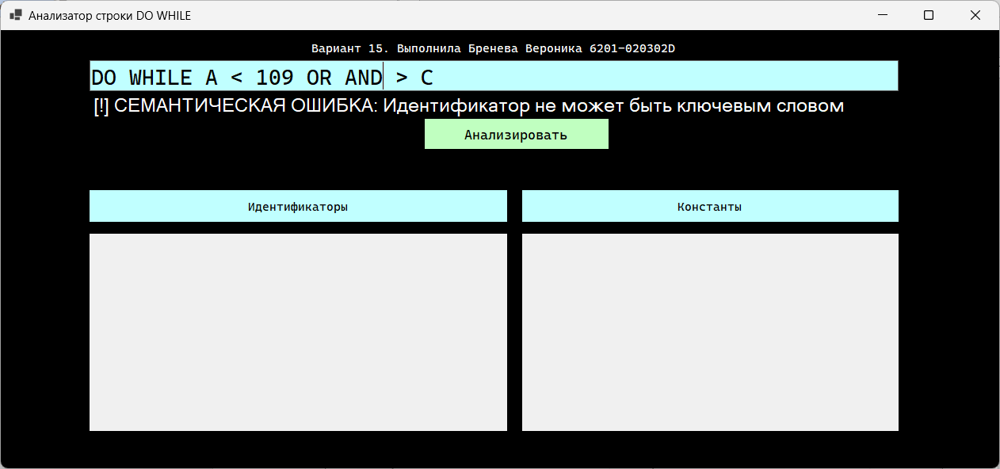 Анализатор строки DO WHILE
Вариант 15. Выполнила Бренева Вероника 6201-020302D
DO WHILE A < 109 OR AND > C
[!] СЕМАНТИЧЕСКАЯ ОШИБКА: Идентификатор не может быть ключевым словом
Анализировать
Идентификаторы
Константы